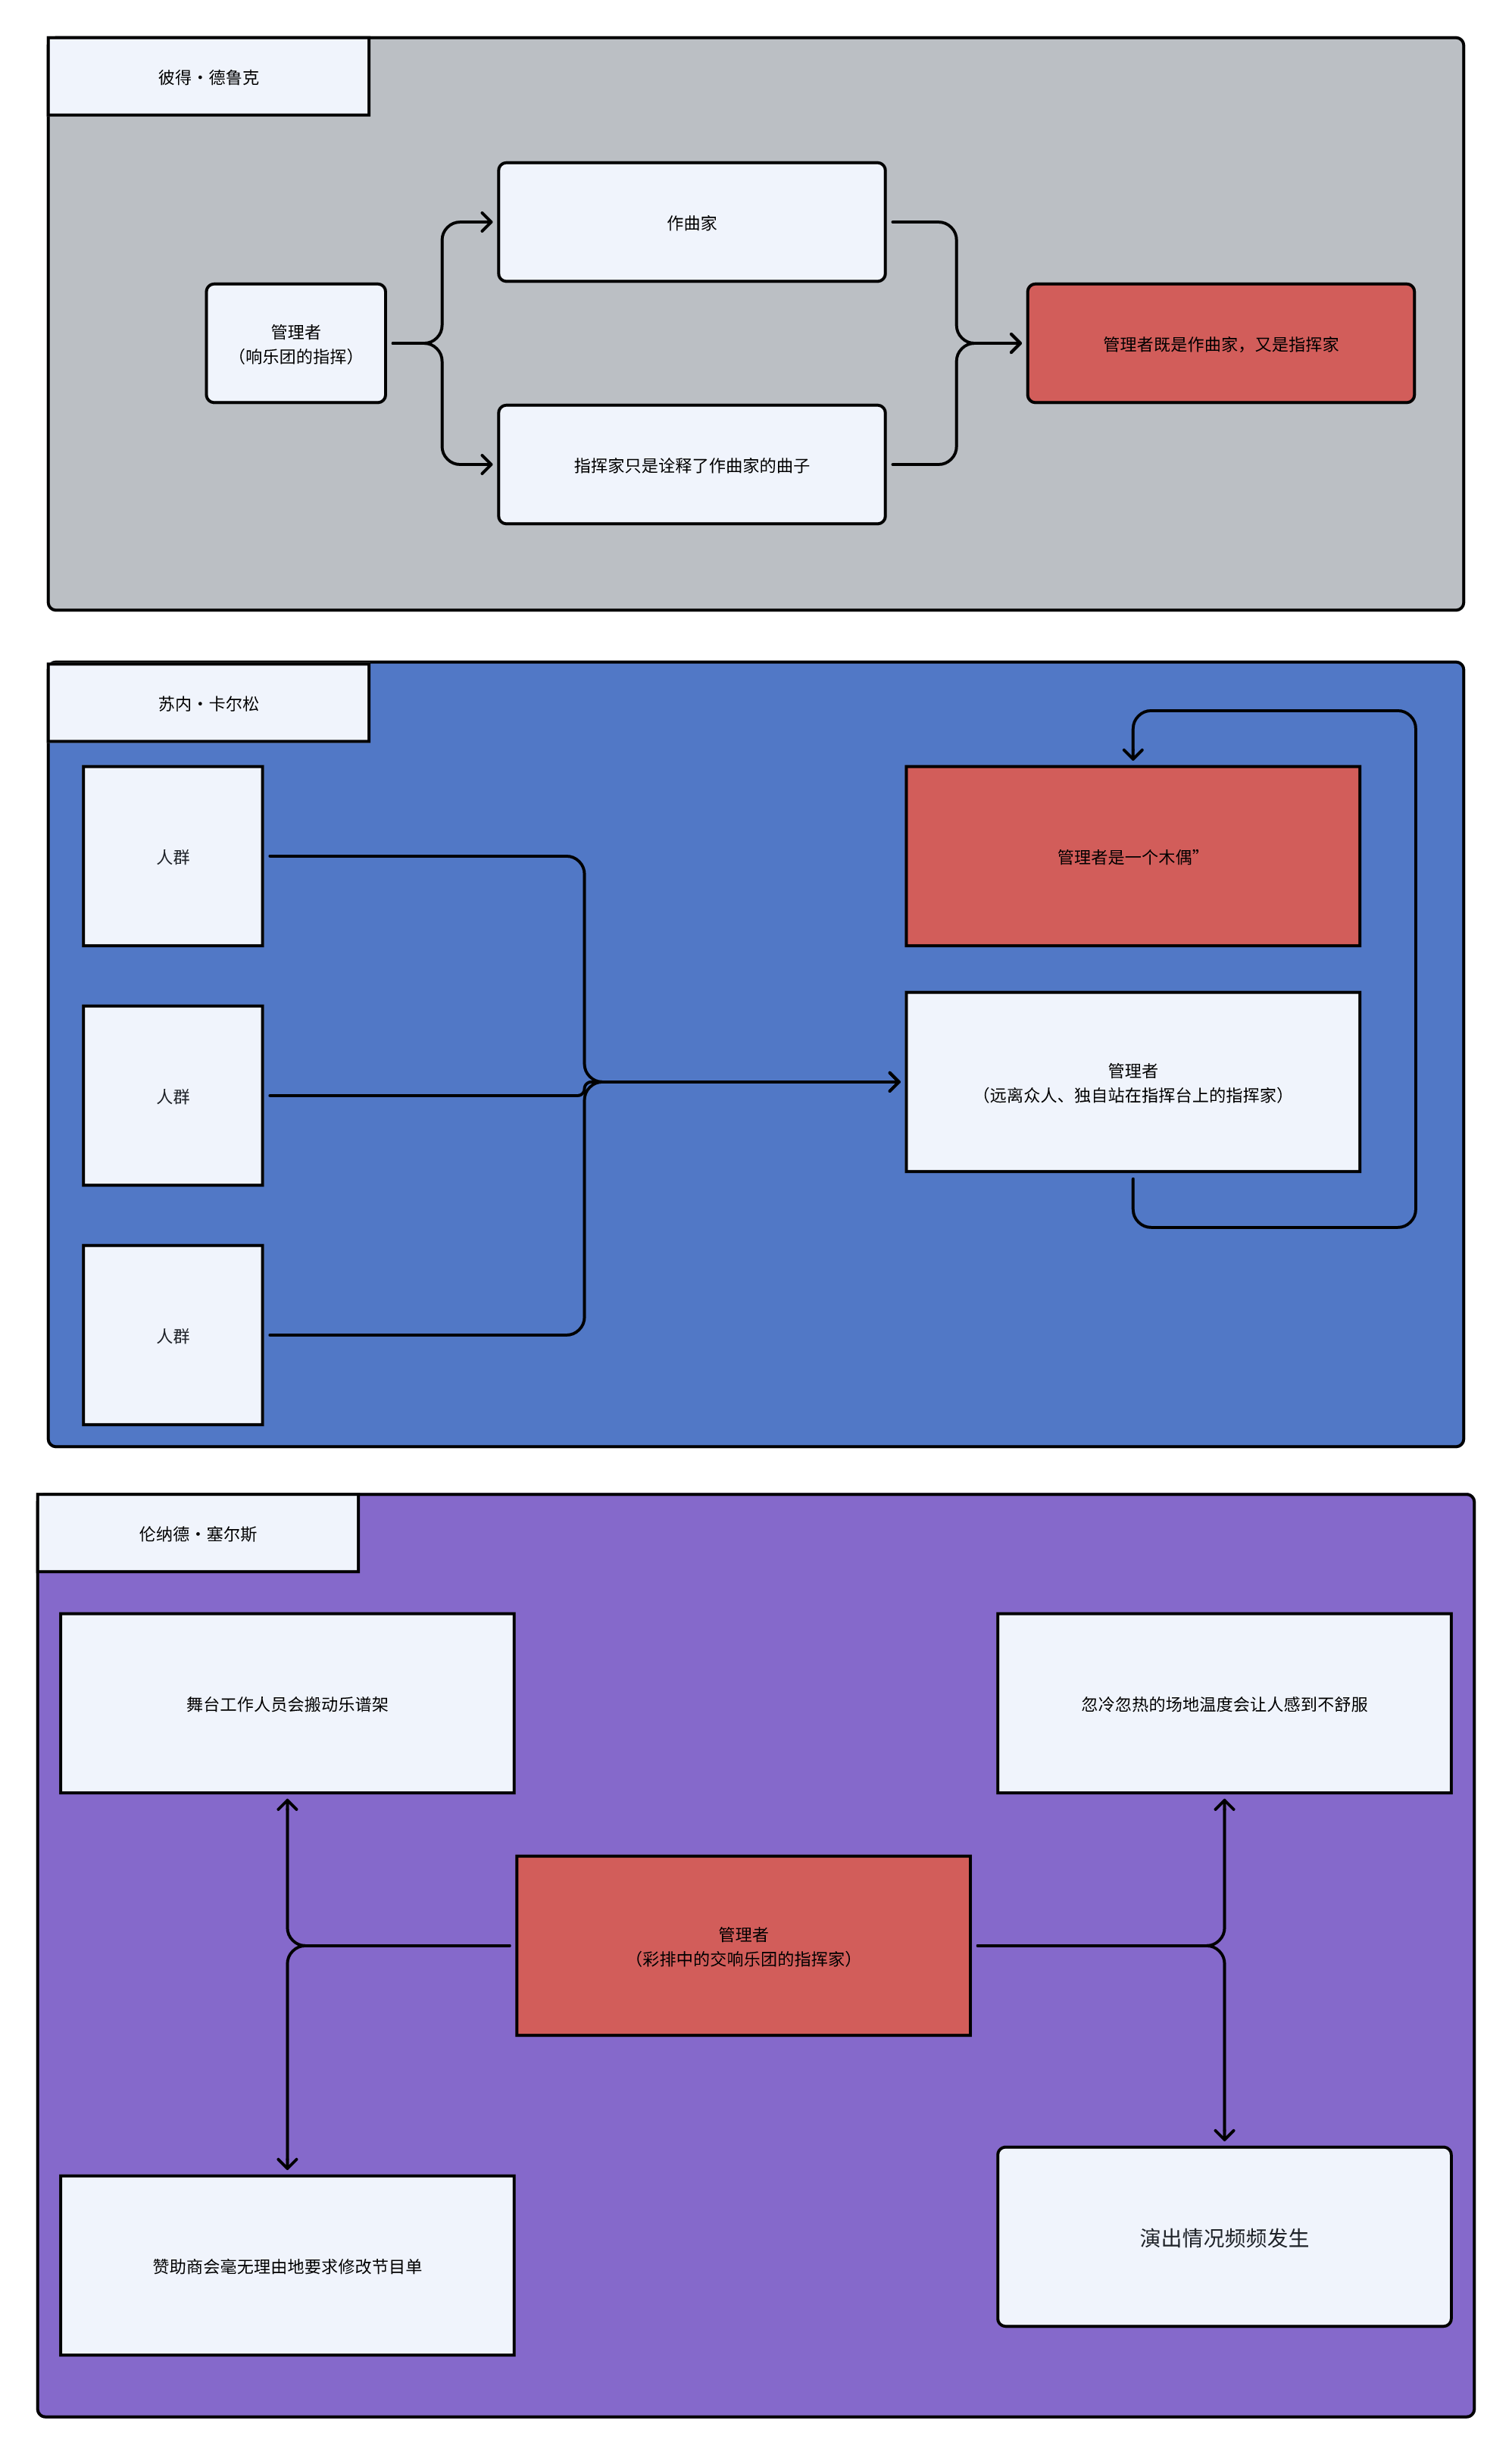 彼得・德鲁克
作曲家
管理者
（响乐团的指挥）
管理者既是作曲家，又是指挥家
指挥家只是诠释了作曲家的曲子
苏内・卡尔松
人群
管理者是一个木偶”
人群
管理者
（远离众人、独自站在指挥台上的指挥家）
人群
伦纳德・塞尔斯
舞台工作人员会搬动乐谱架
忽冷忽热的场地温度会让人感到不舒服
管理者
（彩排中的交响乐团的指挥家）
赞助商会毫无理由地要求修改节目单
演出情况频频发生